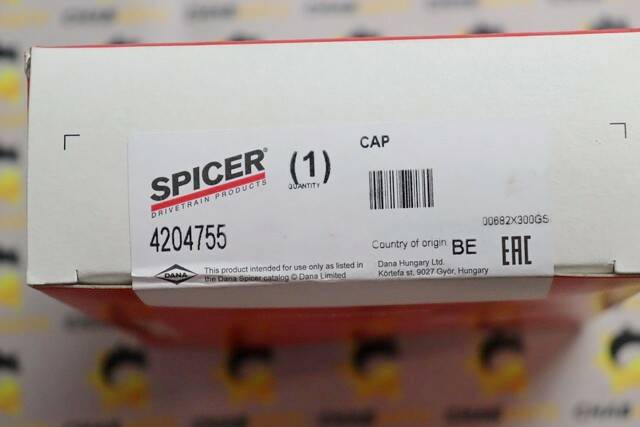 CAP
SPICER®
DRIVETRAIN PRODUCTS
(1)
QUANTITY
00682X300GS
4204755
Country of origin BE
EAC
DANA
This product intended for use only as listed in
the Dana Spicer catalog © Dana Limited
Dana Hungary Ltd.
Körtefa st. 9027 Győr, Hungary